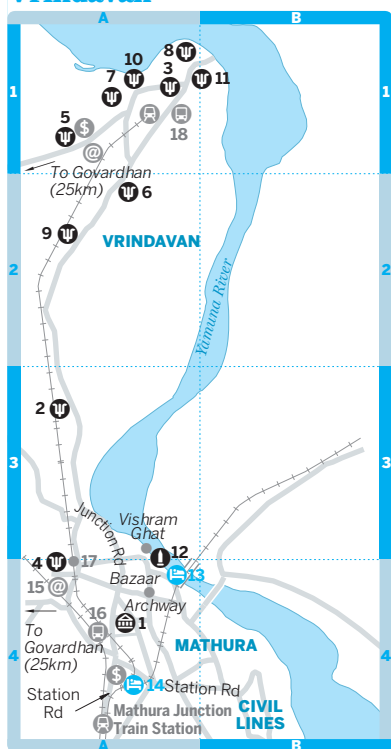 Vrindavan
A
B
8
10
3
7
11
1
1
5
$
18
@
To Govardhan
(25km)
6
9
VRINDAVAN
2
2
Yamuna River
2
3
3
Junction Rd
Vishram
Ghat
12
4
17
13
15
@
Bazaar
Archway
16
1
To
Govardhan
(25km)
MATHURA
4
4
$
Station
Rd
14
Station Rd
CIVIL
LINES
Mathura Junction
Train Station
A
B